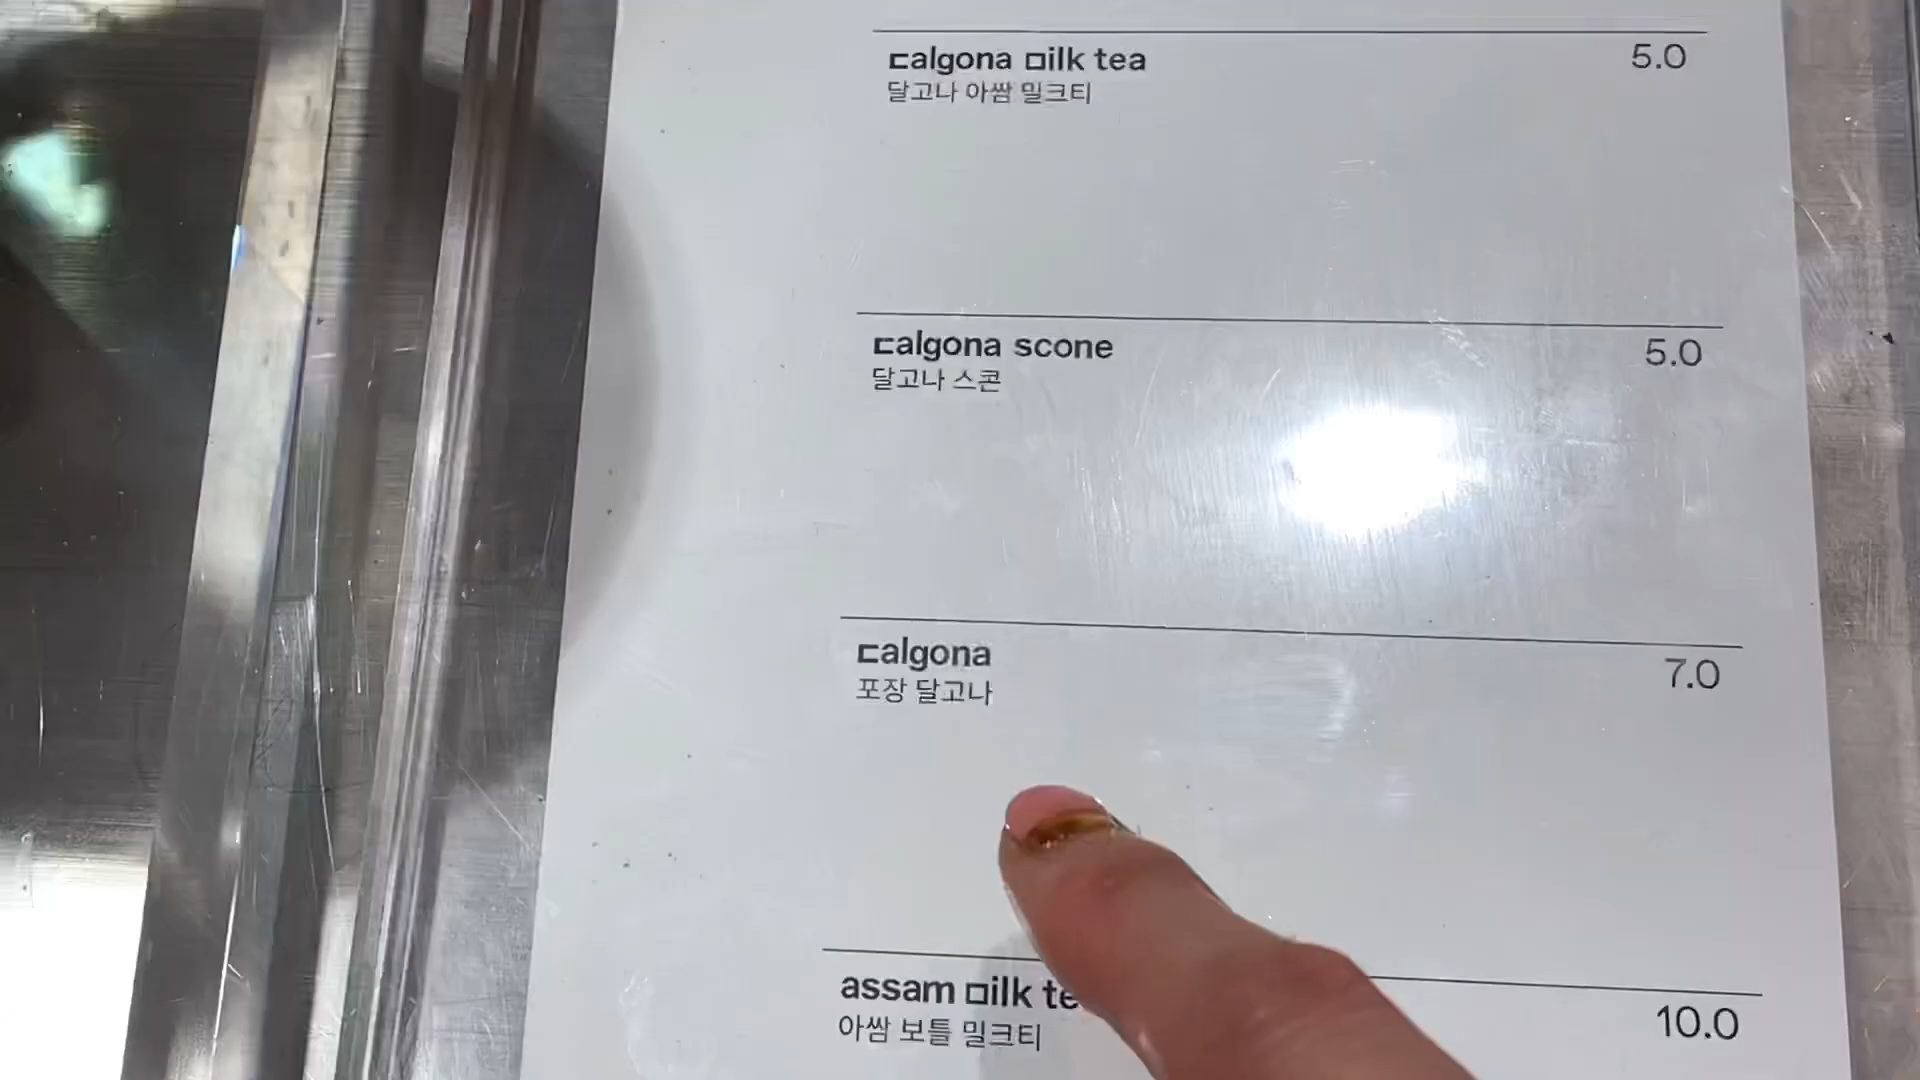 ㄷalgona ㅁilk tea 5.0
달고나 아쌈 밀크티
ㄷalgona scone 5.0
달고나 스콘
ㄷalgona 7.0
포장 달고나
assam ㅁilk 10.0
아쌈 보틀 밀크티